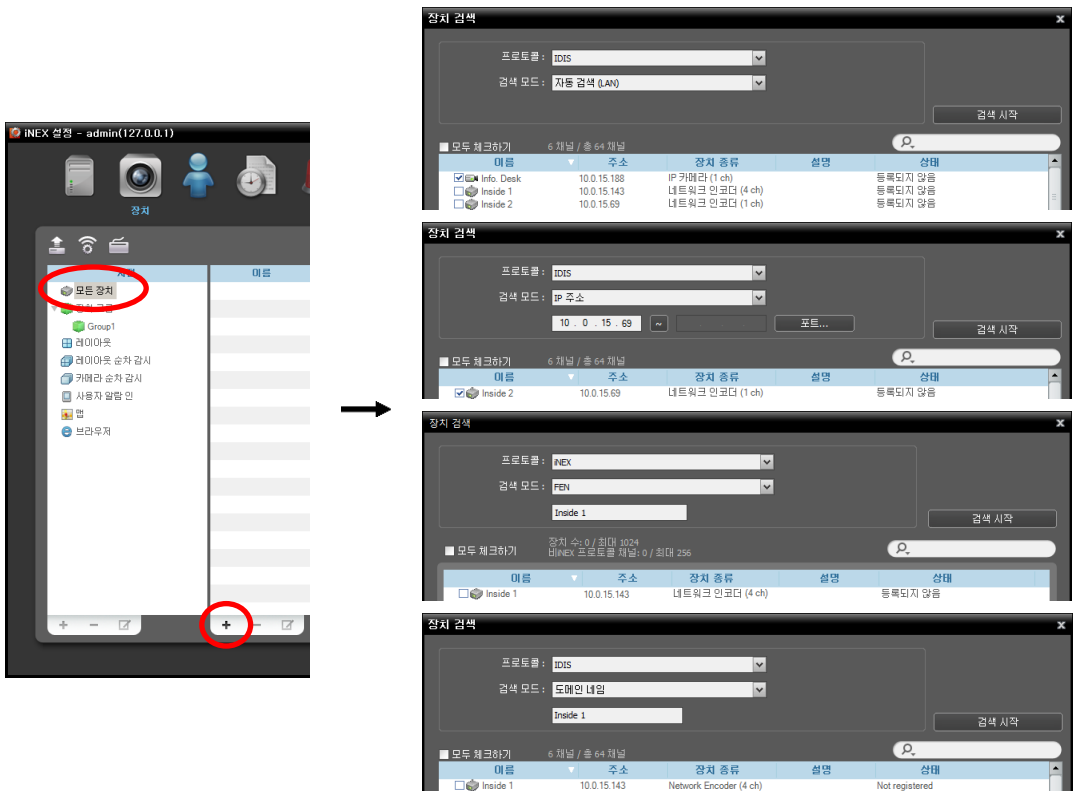 iNEX 설정 - admin(127.0.0.1)
장치
이름
모든 장치
Group1
레이아웃
레이아웃 순차 감시
카메라 순차 감시
사용자 알람 인
맵
브라우저
장치 검색
프로토콜 : IDIS
검색 모드 : 자동 검색 (LAN)
검색 시작
모두 체크하기 6 채널 / 총 64 채널
이름 주소 장치 종류 설명 상태
Info. Desk 10.0.15.188 IP 카메라 (1 ch) 등록되지 않음
Inside 1 10.0.15.143 네트워크 인코더 (4 ch) 등록되지 않음
Inside 2 10.0.15.69 네트워크 인코더 (1 ch) 등록되지 않음
장치 검색
프로토콜 : IDIS
검색 모드 : IP 주소
10 . 0 . 15 . 69 ~ 포트...
검색 시작
모두 체크하기 6 채널 / 총 64 채널
이름 주소 장치 종류 설명 상태
Inside 2 10.0.15.69 네트워크 인코더 (1 ch) 등록되지 않음
장치 검색
프로토콜 : iNEX
검색 모드 : FEN
Inside 1
검색 시작
모두 체크하기
장치 수: 0 / 최대 1024
비iNEX 프로토콜 채널: 0 / 최대 256
이름 주소 장치 종류 설명 상태
Inside 1 10.0.15.143 네트워크 인코더 (4 ch) 등록되지 않음
장치 검색
프로토콜 : IDIS
검색 모드 : 도메인 네임
Inside 1
검색 시작
모두 체크하기 6 채널 / 총 64 채널
이름 주소 장치 종류 설명 상태
Inside 1 10.0.15.143 Network Encoder (4 ch) Not registered